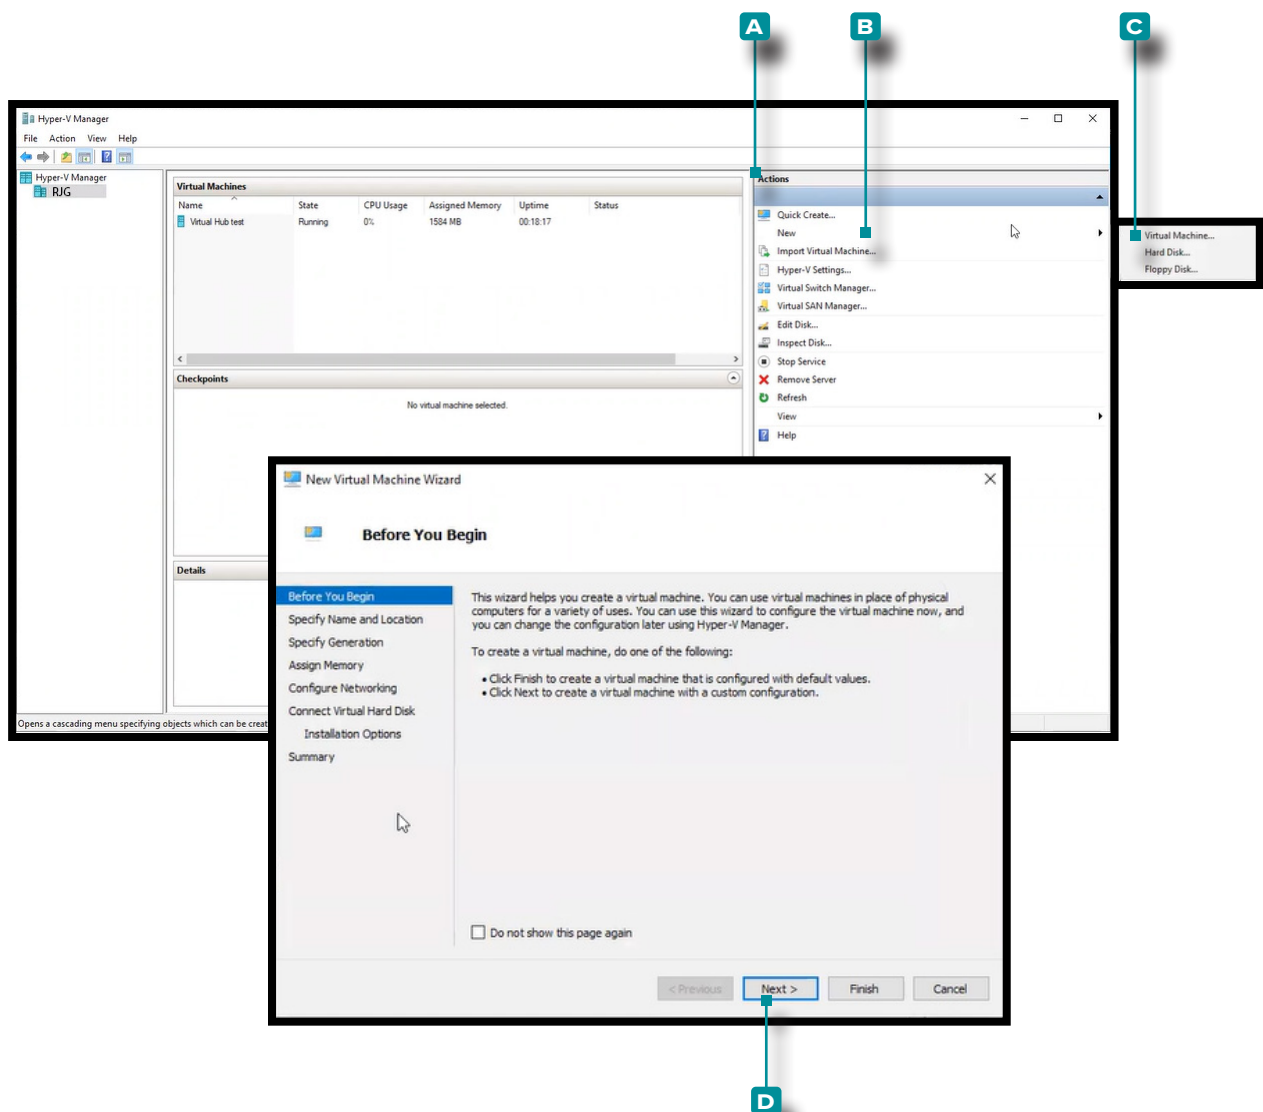 A B C
Hyper-V Manager
File Action View Help
Hyper-V Manager
RJG
Virtual Machines
Name State CPU Usage Assigned Memory Uptime Status
Virtual Hub test Running 0% 1584 MB 00:18:17
Checkpoints
No virtual machine selected.
Details
Opens a cascading menu specifying objects which can be creat
Actions
Quick Create...
New
Import Virtual Machine...
Hyper-V Settings...
Virtual Switch Manager...
Virtual SAN Manager...
Edit Disk...
Inspect Disk...
Stop Service
Remove Server
Refresh
View
Help
Virtual Machine...
Hard Disk...
Floppy Disk...
New Virtual Machine Wizard
Before You Begin
Before You Begin
Specify Name and Location
Specify Generation
Assign Memory
Configure Networking
Connect Virtual Hard Disk
Installation Options
Summary
This wizard helps you create a virtual machine. You can use virtual machines in place of physical
computers for a variety of uses. You can use this wizard to configure the virtual machine now, and
you can change the configuration later using Hyper-V Manager.
To create a virtual machine, do one of the following:
• Click Finish to create a virtual machine that is configured with default values.
• Click Next to create a virtual machine with a custom configuration.
Do not show this page again
< Previous Next > Finish Cancel
D